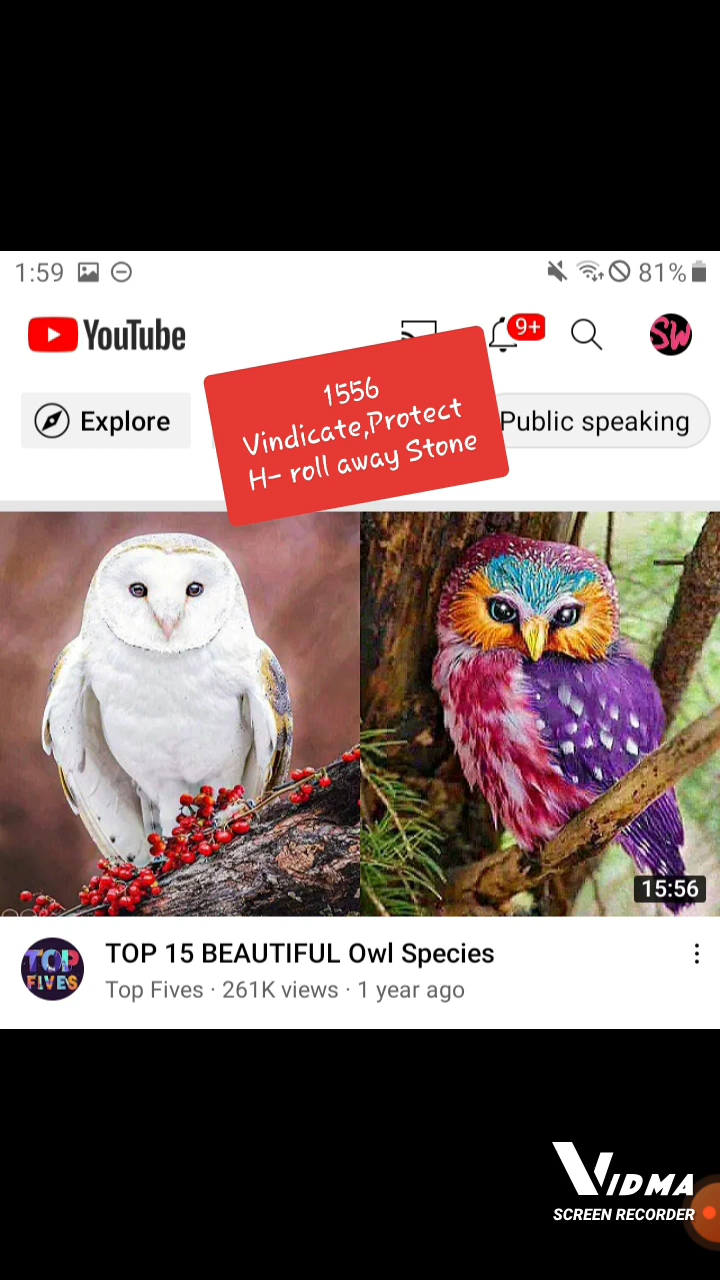 1:59 81%
YouTube 9+ SW
Explore Public speaking
1556
Vindicate,Protect
H- roll away Stone
15:56
TOP FIVES
TOP 15 BEAUTIFUL Owl Species
Top Fives · 261K views · 1 year ago
VIDMA
SCREEN RECORDER